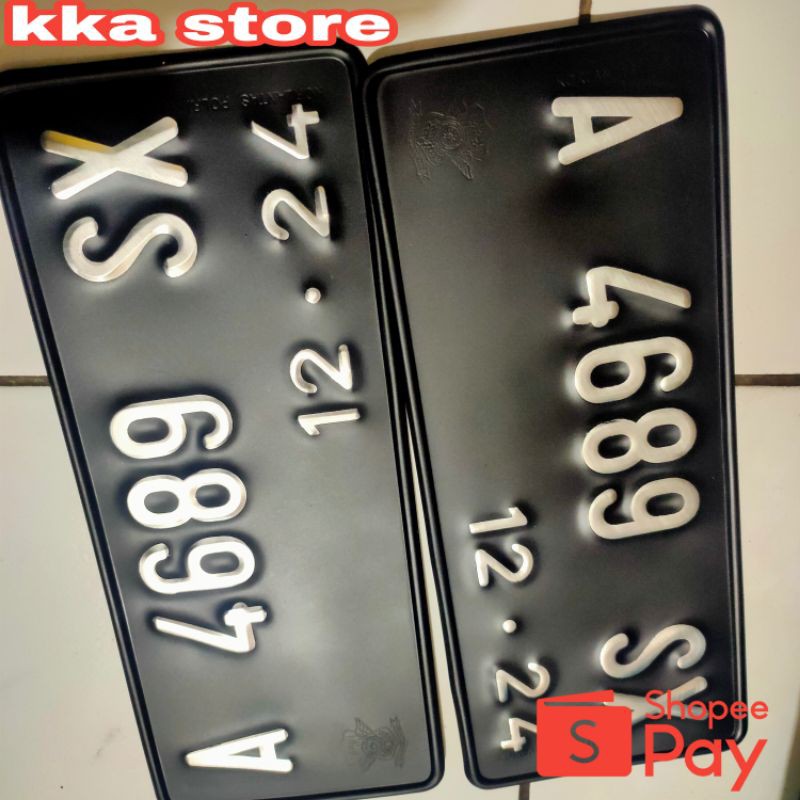 kka store
A 4689 SX
12 · 24
A 4689 SX
12 · 24
Shopee
Pay
S